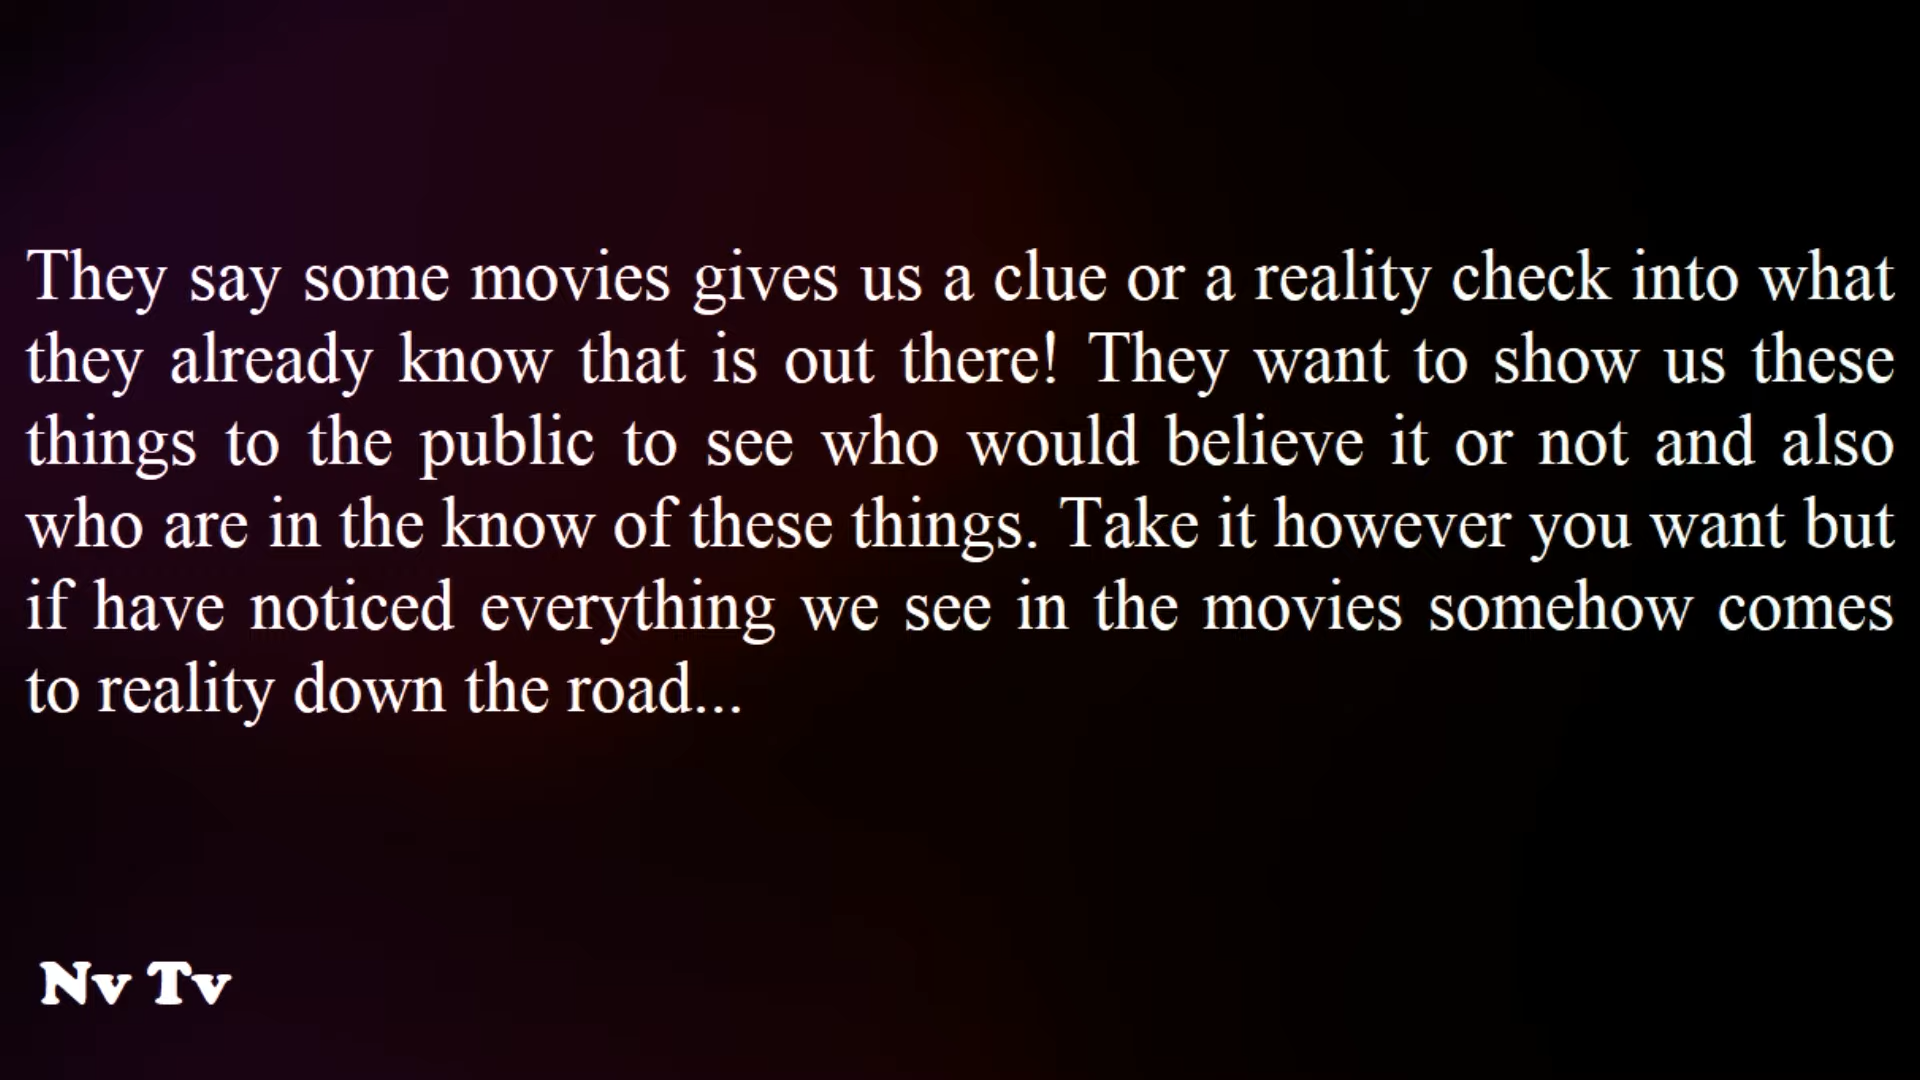 They say some movies gives us a clue or a reality check into what
they already know that is out there! They want to show us these
things to the public to see who would believe it or not and also
who are in the know of these things. Take it however you want but
if have noticed everything we see in the movies somehow comes
to reality down the road...
Nv Tv